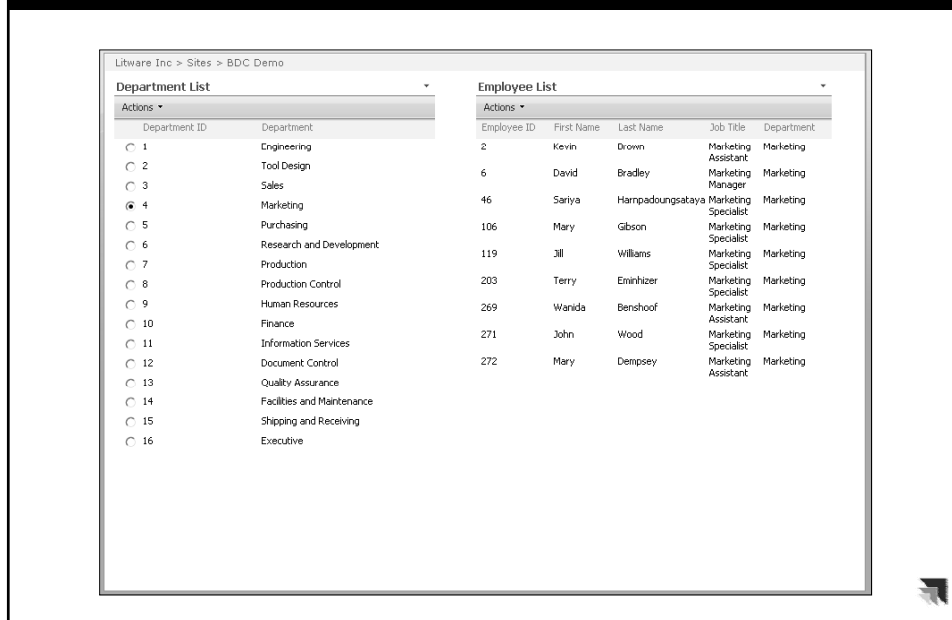 Litware Inc > Sites > BDC Demo
Department List
Actions
Department ID Department
1 Engineering
2 Tool Design
3 Sales
4 Marketing
5 Purchasing
6 Research and Development
7 Production
8 Production Control
9 Human Resources
10 Finance
11 Information Services
12 Document Control
13 Quality Assurance
14 Facilities and Maintenance
15 Shipping and Receiving
16 Executive
Employee List
Actions
Employee ID First Name Last Name Job Title Department
2 Kevin Brown Marketing Marketing
Assistant
6 David Bradley Marketing Marketing
Manager
46 Sariya Harnpadoungsataya Marketing Marketing
Specialist
106 Mary Gibson Marketing Marketing
Specialist
119 Jill Williams Marketing Marketing
Specialist
203 Terry Eminhizer Marketing Marketing
Specialist
269 Wanida Benshoof Marketing Marketing
Assistant
271 John Wood Marketing Marketing
Specialist
272 Mary Dempsey Marketing Marketing
Assistant